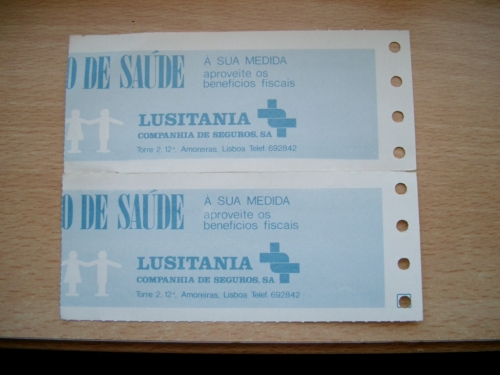 O DE SAÚDE
À SUA MEDIDA
aproveite os
benefícios fiscais
LUSITANIA
COMPANHIA DE SEGUROS, SA
Torre 2, 12º, Amoreiras, Lisboa Telef. 692842
O DE SAÚDE
À SUA MEDIDA
aproveite os
benefícios fiscais
LUSITANIA
COMPANHIA DE SEGUROS, SA
Torre 2, 12º, Amoreiras, Lisboa Telef. 692842